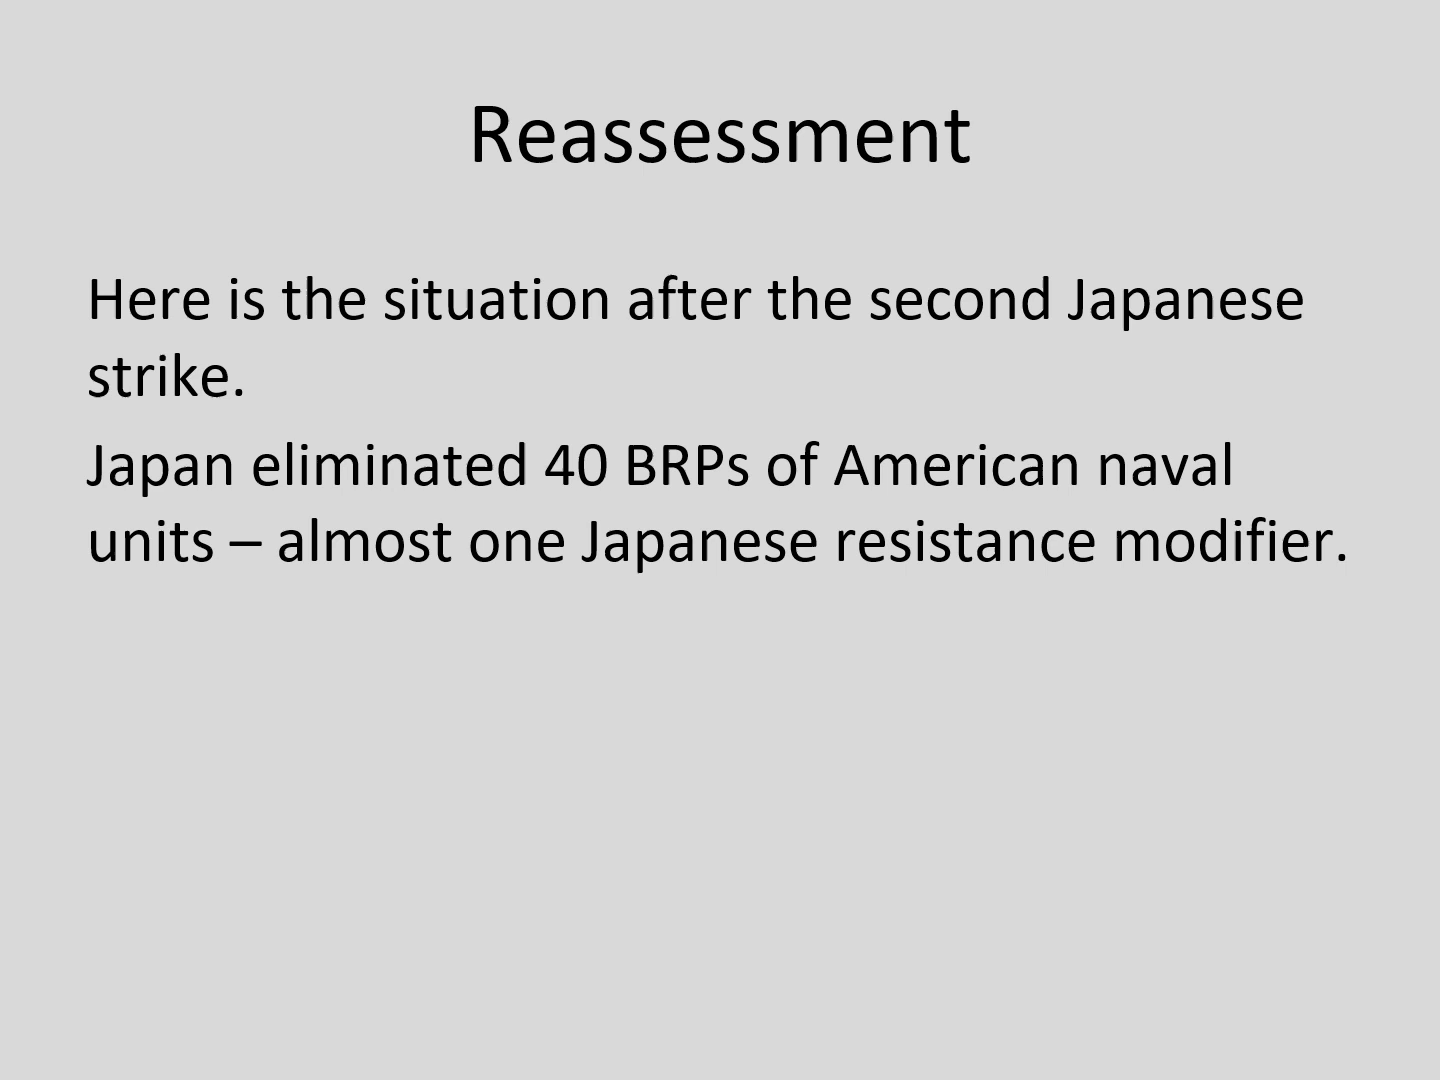 Reassessment
Here is the situation after the second Japanese
strike.
Japan eliminated 40 BRPs of American naval
units – almost one Japanese resistance modifier.